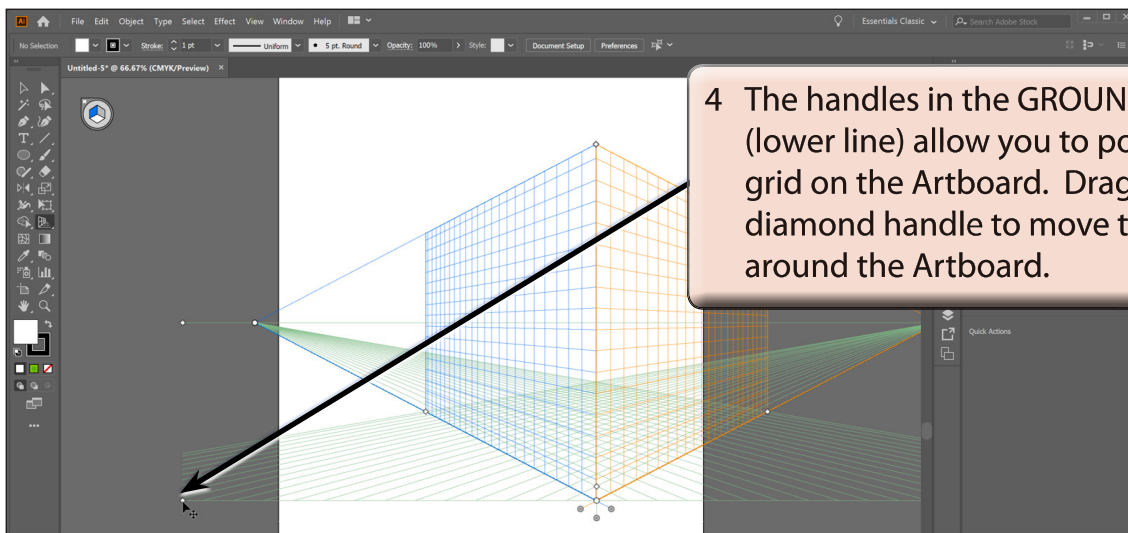 Ai File Edit Object Type Select Effect View Window Help Essentials Classic Search Adobe Stock
No Selection Stroke: 1 pt Uniform 5 pt. Round Opacity: 100% Style: Document Setup Preferences
Untitled-5* @ 66.67% (CMYK/Preview) ×
4 The handles in the GROUN
(lower line) allow you to po
grid on the Artboard. Drag
diamond handle to move t
around the Artboard.
Quick Actions